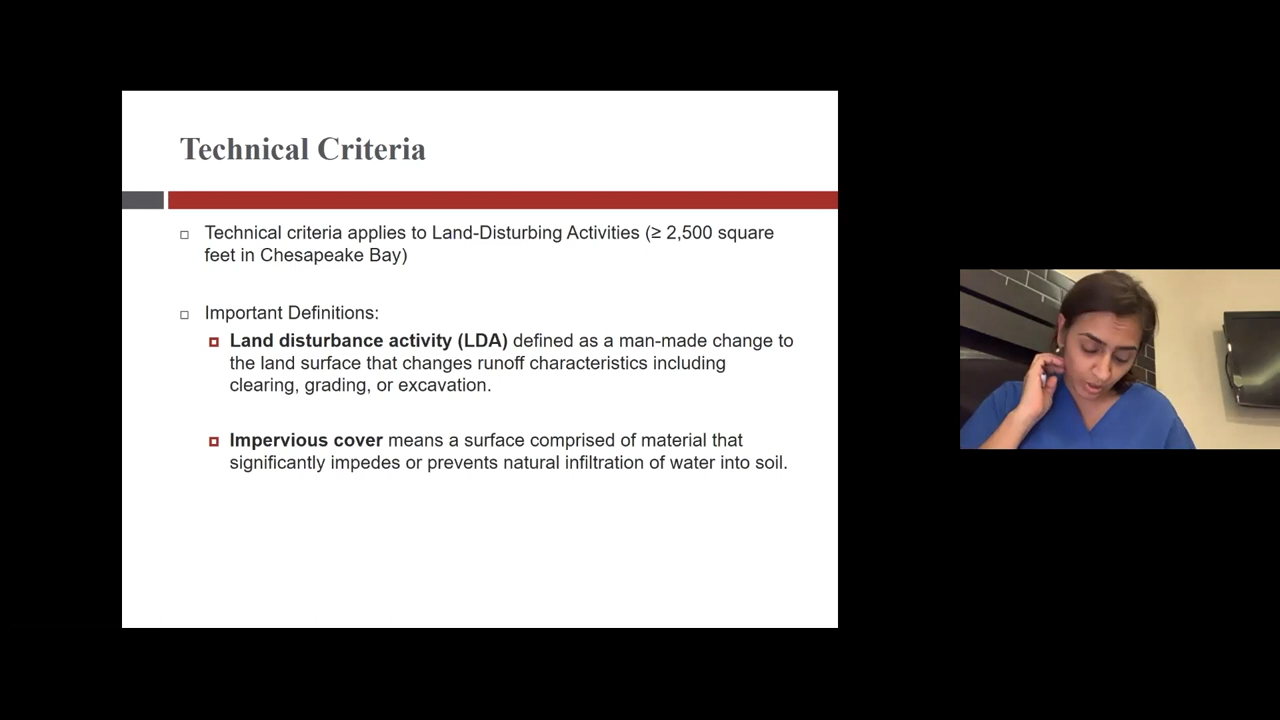 Technical Criteria
Technical criteria applies to Land-Disturbing Activities (≥ 2,500 square
feet in Chesapeake Bay)
Important Definitions:
Land disturbance activity (LDA) defined as a man-made change to
the land surface that changes runoff characteristics including
clearing, grading, or excavation.
Impervious cover means a surface comprised of material that
significantly impedes or prevents natural infiltration of water into soil.